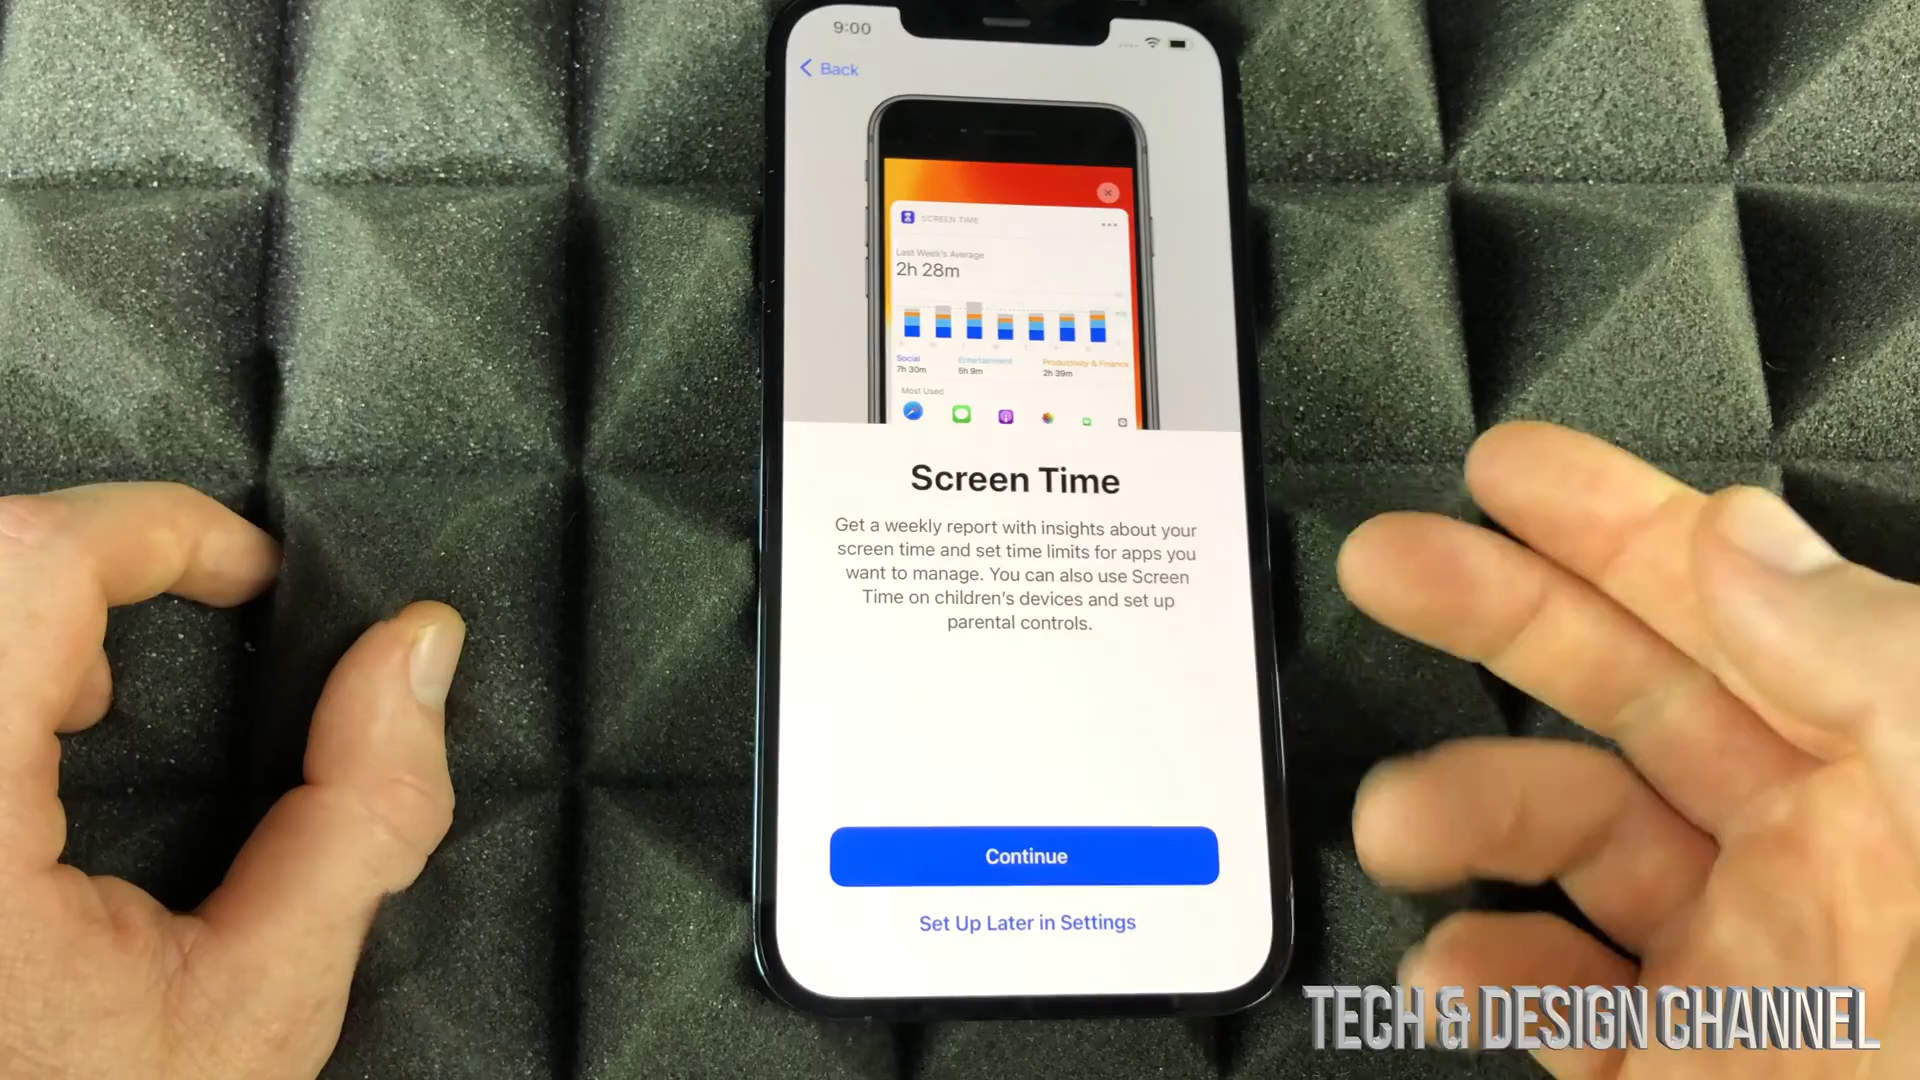 9:00
Back
SCREEN TIME
Last Week's Average
2h 28m
Social
Entertainment
Productivity & Finance
7h 30m
5h 9m
2h 39m
Most Used
Screen Time
Get a weekly report with insights about your
screen time and set time limits for apps you
want to manage. You can also use Screen
Time on children's devices and set up
parental controls.
Continue
Set Up Later in Settings
TECH & DESIGN CHANNEL